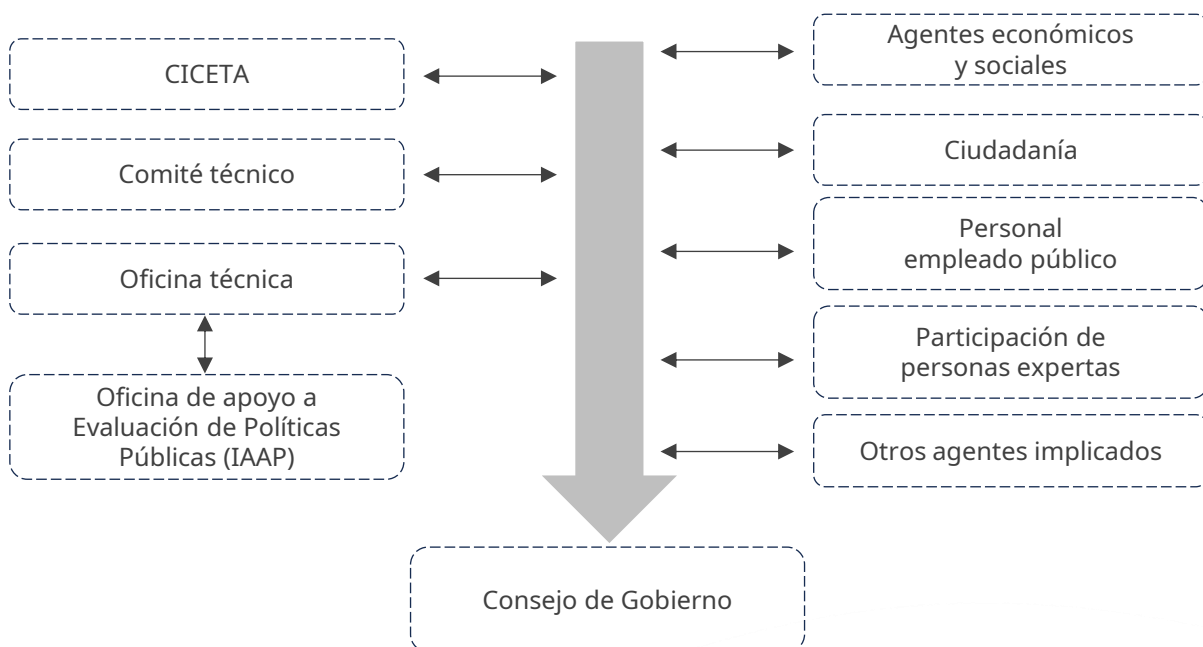 CICETA
Comité técnico
Oficina técnica
Oficina de apoyo a
Evaluación de Políticas
Públicas (IAAP)
Agentes económicos
y sociales
Ciudadanía
Personal
empleado público
Participación de
personas expertas
Otros agentes implicados
Consejo de Gobierno